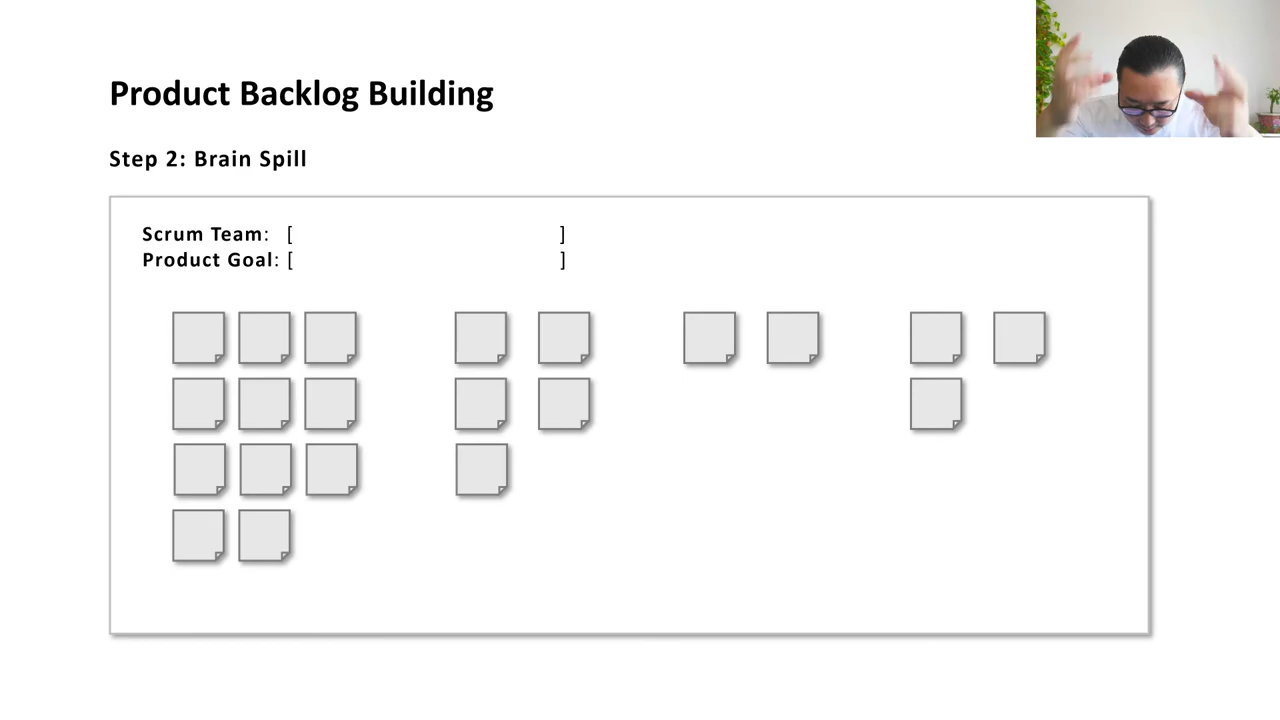 Product Backlog Building
Step 2: Brain Spill
Scrum Team: [ ]
Product Goal: [ ]